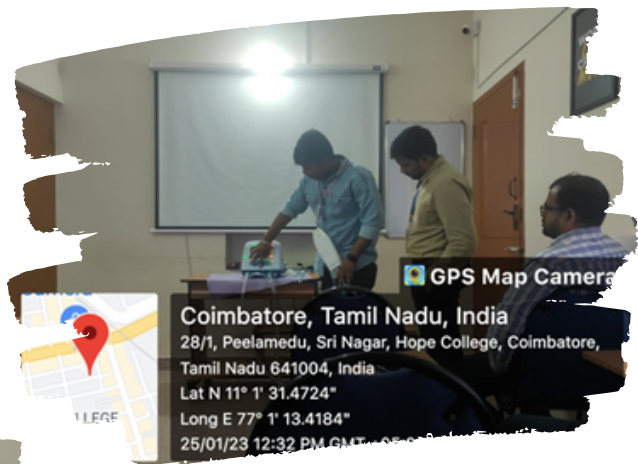 GPS Map Camera
Coimbatore, Tamil Nadu, India
28/1, Peelamedu, Sri Nagar, Hope College, Coimbatore,
Tamil Nadu 641004, India
Lat N 11° 1' 31.4724"
Long E 77° 1' 13.4184"
25/01/23 12:32 PM GMT
LLEGE